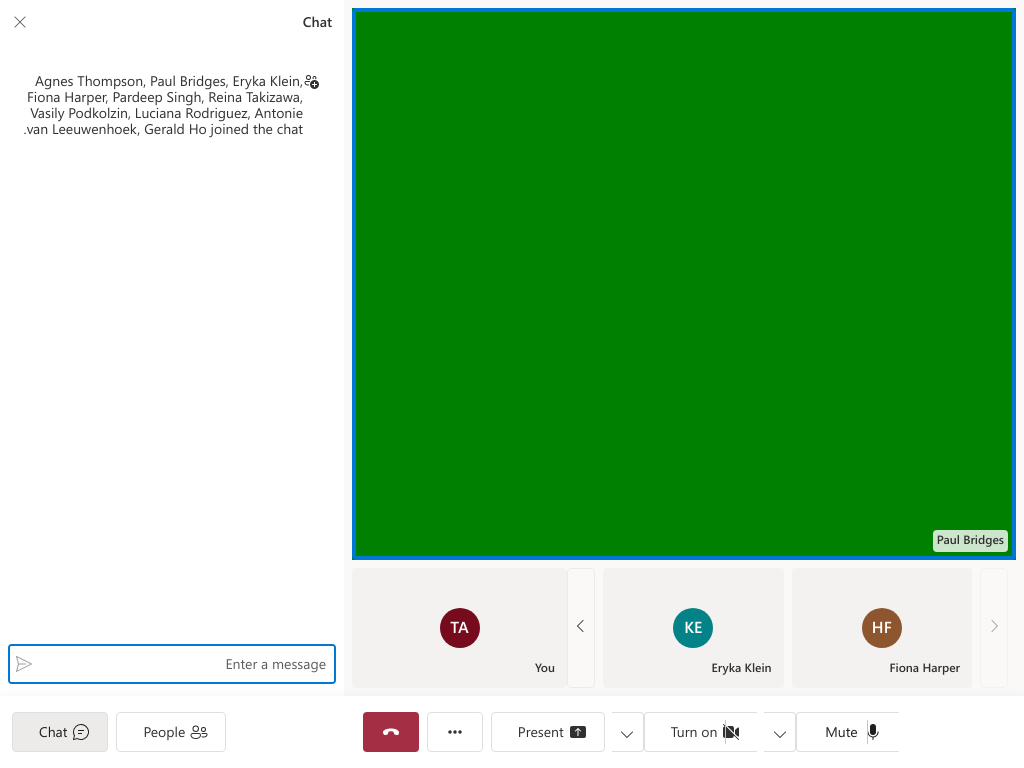 Chat
Agnes Thompson, Paul Bridges, Eryka Klein,
Fiona Harper, Pardeep Singh, Reina Takizawa,
Vasily Podkolzin, Luciana Rodriguez, Antonie
.van Leeuwenhoek, Gerald Ho joined the chat
Enter a message
Paul Bridges
TA
You
KE
Eryka Klein
HF
Fiona Harper
Chat
People
Present
Turn on
Mute